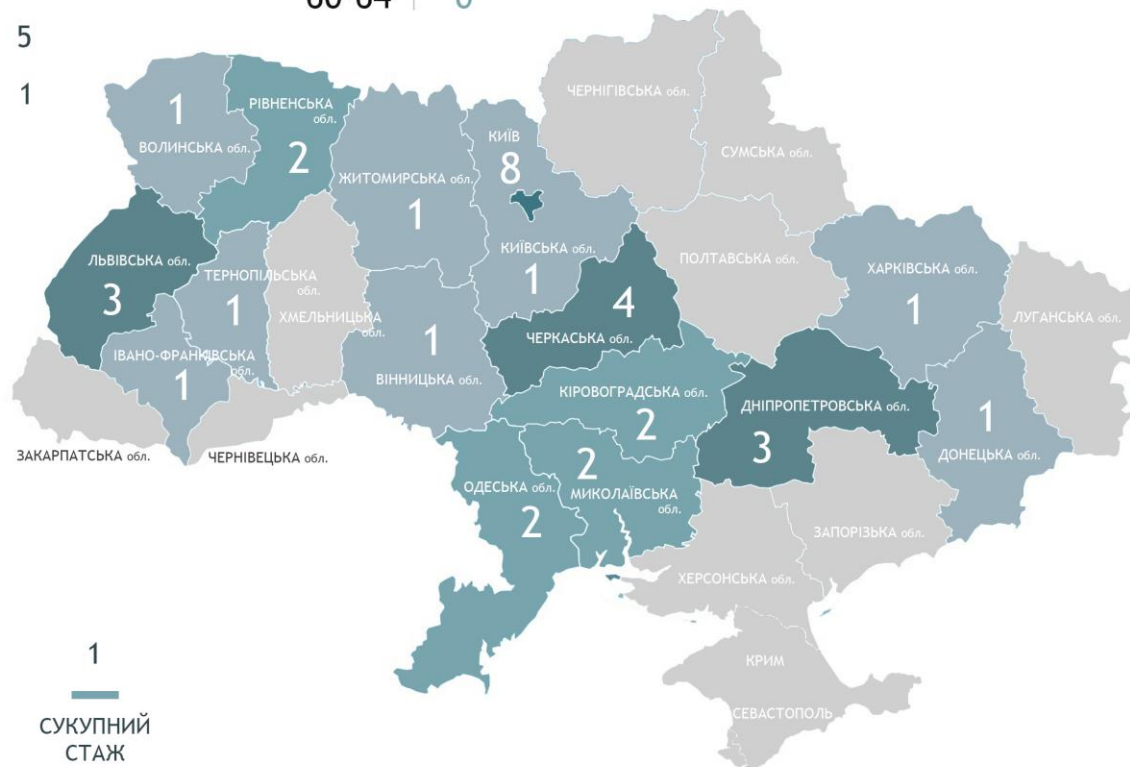 5
1
ЧЕРНІГІВСЬКА обл.
1
ВОЛИНСЬКА обл.
РІВНЕНСЬКА
обл.
2
КИЇВ
8
СУМСЬКА обл.
ЖИТОМИРСЬКА обл.
1
ЛЬВІВСЬКА обл.
3
ТЕРНОПІЛЬСЬКА
обл.
1
ХМЕЛЬНИЦЬКА
обл.
КИЇВСЬКА обл.
1
ПОЛТАВСЬКА обл.
ХАРКІВСЬКА обл.
1
ЛУГАНСЬКА обл.
4
ЧЕРКАСЬКА обл.
ІВАНО-ФРАНКІВСЬКА
обл.
1
1
ВІННИЦЬКА обл.
КІРОВОГРАДСЬКА обл.
2
ДНІПРОПЕТРОВСЬКА обл.
3
1
ДОНЕЦЬКА обл.
ЗАКАРПАТСЬКА обл.
ЧЕРНІВЕЦЬКА обл.
ОДЕСЬКА обл.
2
2
МИКОЛАЇВСЬКА
обл.
ЗАПОРІЗЬКА обл.
ХЕРСОНСЬКА обл.
КРИМ
СЕВАСТОПОЛЬ
1
СУКУПНИЙ
СТАЖ